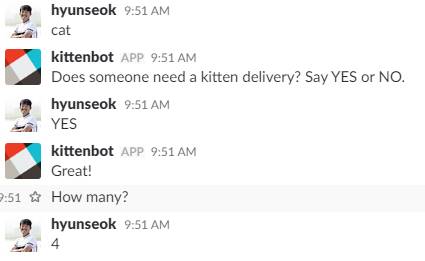 hyunseok 9:51 AM
cat
kittenbot APP 9:51 AM
Does someone need a kitten delivery? Say YES or NO.
hyunseok 9:51 AM
YES
kittenbot APP 9:51 AM
Great!
9:51 ☆ How many?
hyunseok 9:51 AM
4